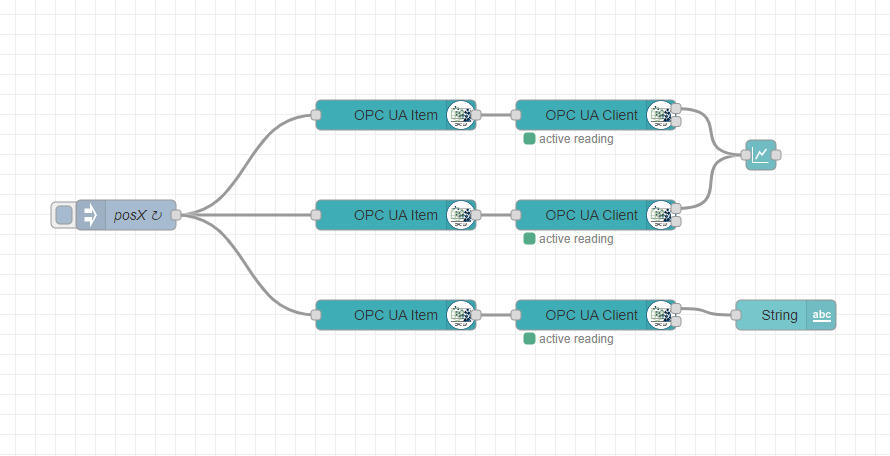 OPC UA Item
OPC UA Client
active reading
posX ↻
OPC UA Item
OPC UA Client
active reading
OPC UA Item
OPC UA Client
String
abc
active reading